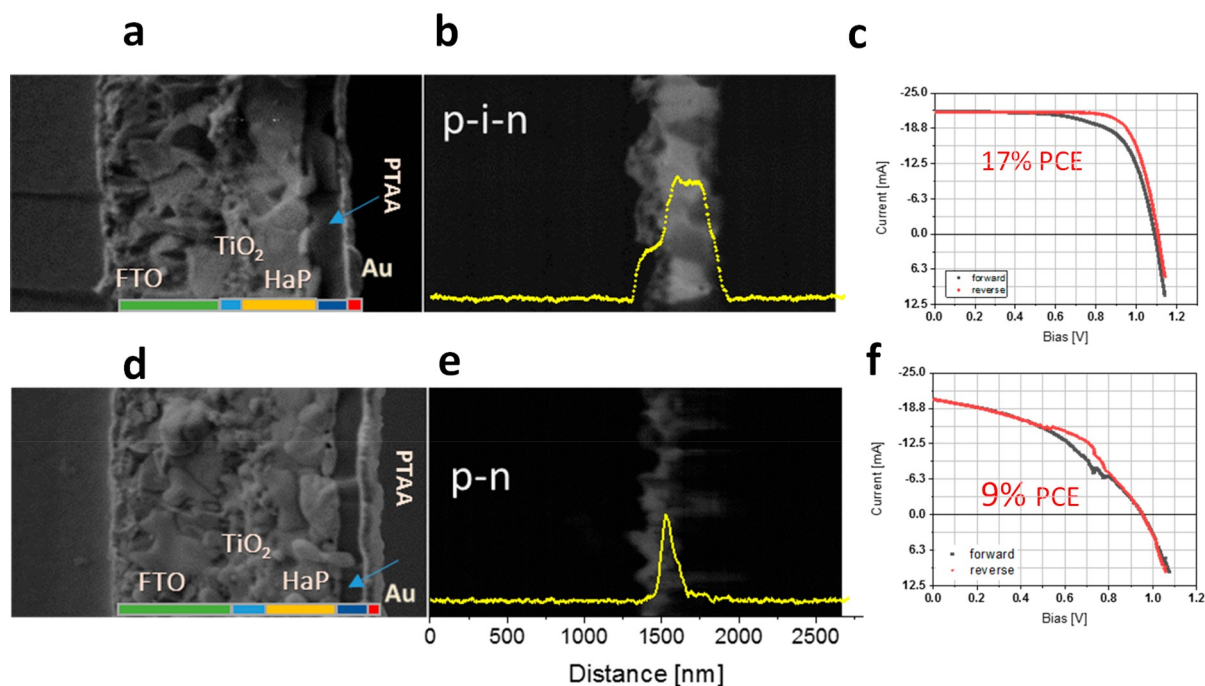 a
b
c
PTAA
TiO2
FTO
HaP
Au
p-i-n
Current [mA]
-25.0
-18.8
-12.5
-6.3
0.0
6.3
12.5
17% PCE
forward
reverse
0.0 0.2 0.4 0.6 0.8 1.0 1.2
Bias [V]
d
e
f
PTAA
TiO2
FTO
HaP
Au
p-n
0 500 1000 1500 2000 2500
Distance [nm]
Current [mA]
-25.0
-18.8
-12.5
-6.3
0.0
6.3
12.5
9% PCE
forward
reverse
0.0 0.2 0.4 0.6 0.8 1.0 1.2
Bias [V]